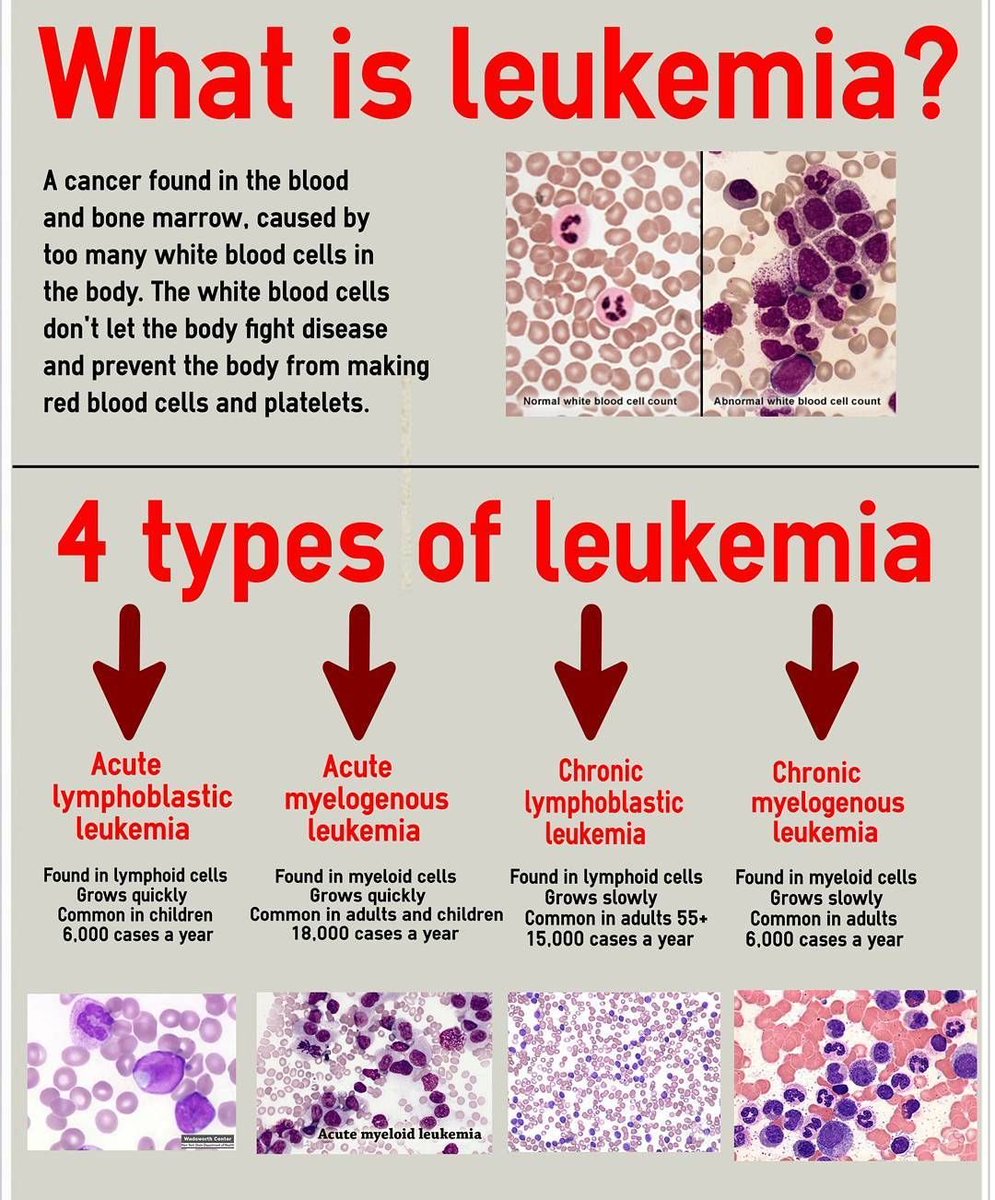 What is leukemia?
A cancer found in the blood
and bone marrow, caused by
too many white blood cells in
the body. The white blood cells
don't let the body fight disease
and prevent the body from making
red blood cells and platelets.
Normal white blood cell count
Abnormal white blood cell count
4 types of leukemia
Acute
lymphoblastic
leukemia
Found in lymphoid cells
Grows quickly
Common in children
6,000 cases a year
Acute
myelogenous
leukemia
Found in myeloid cells
Grows quickly
Common in adults and children
18,000 cases a year
Chronic
lymphoblastic
leukemia
Found in lymphoid cells
Grows slowly
Common in adults 55+
15,000 cases a year
Chronic
myelogenous
leukemia
Found in myeloid cells
Grows slowly
Common in adults
6,000 cases a year
Wadsworth Center
Acute myeloid leukemia